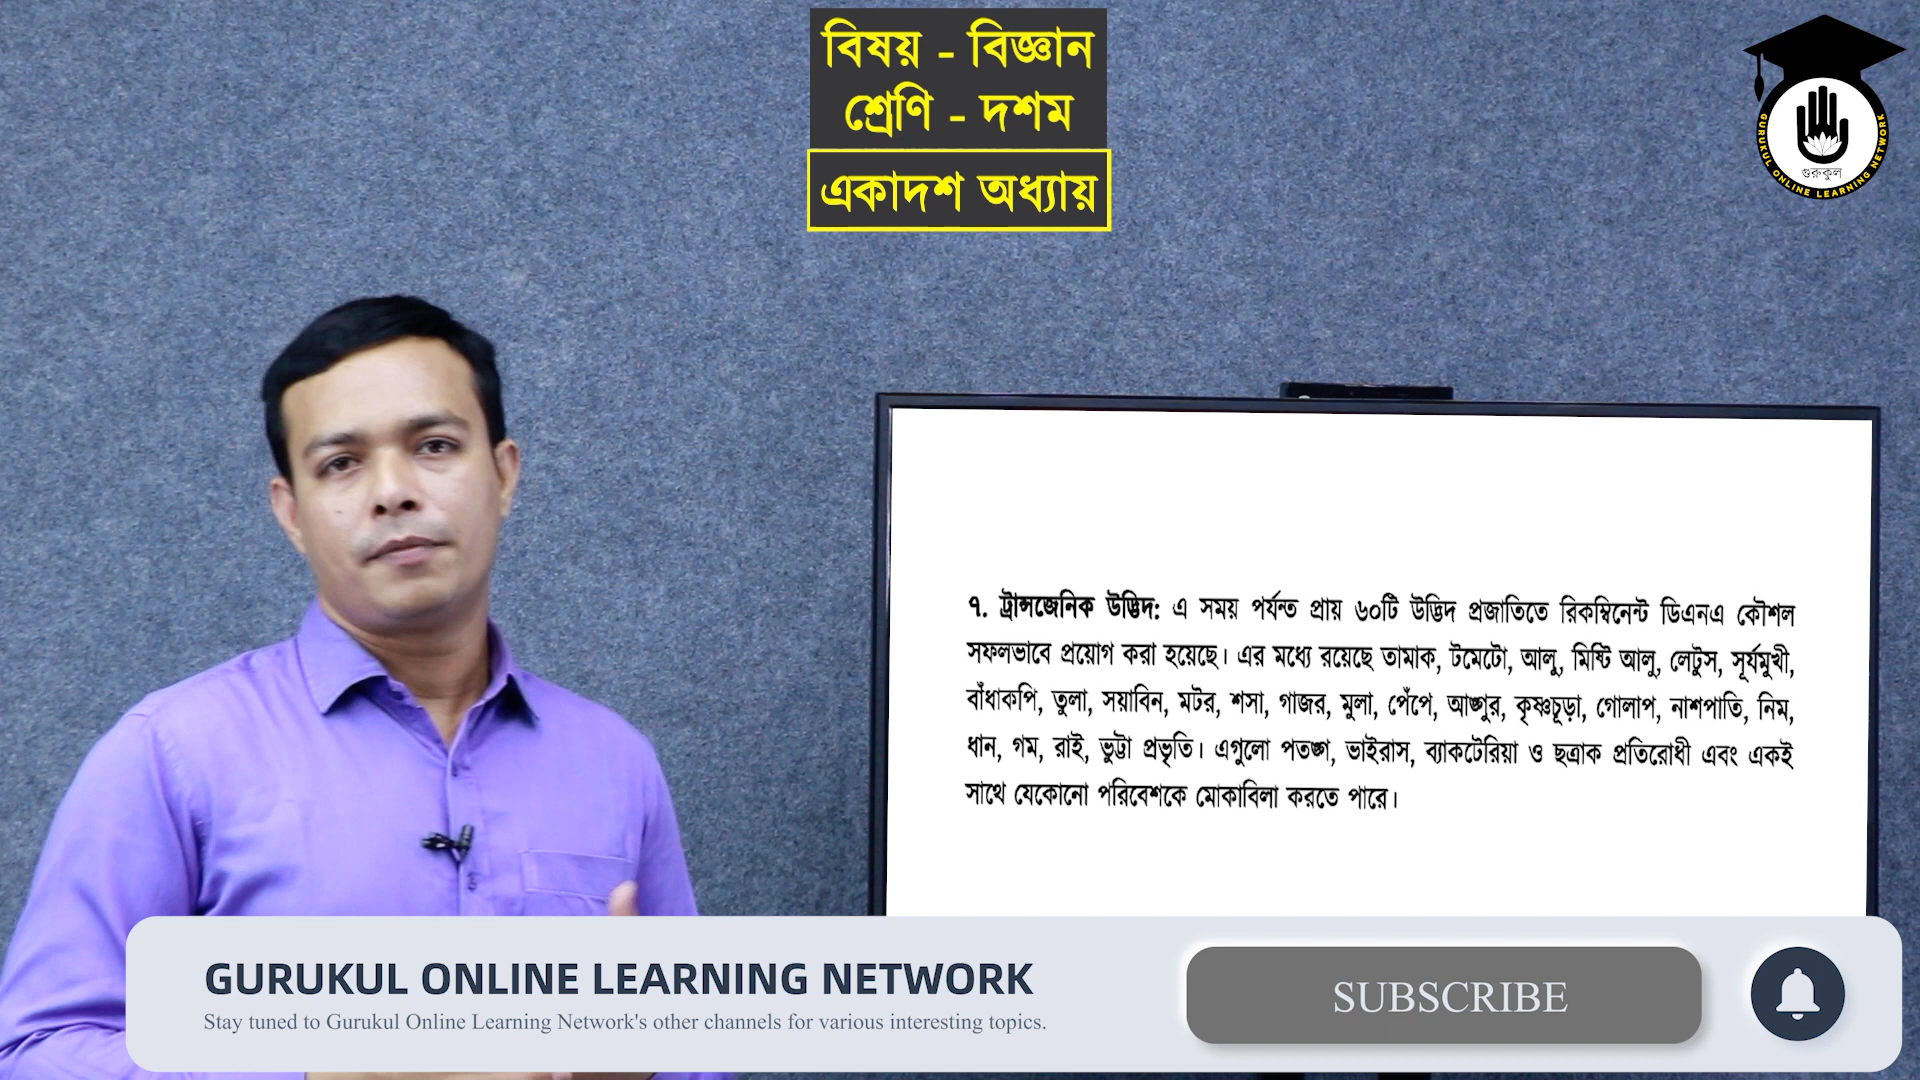 বিষয় - বিজ্ঞান
শ্রেণি - দশম
একাদশ অধ্যায়
গুরুকুল
GURUKUL ONLINE LEARNING NETWORK
৭. ট্রান্সজেনিক উদ্ভিদ: এ সময় পর্যন্ত প্রায় ৬০টি উদ্ভিদ প্রজাতিতে রিকম্বিনেন্ট ডিএনএ কৌশল
সফলভাবে প্রয়োগ করা হয়েছে। এর মধ্যে রয়েছে তামাক, টমেটো, আলু, মিষ্টি আলু, লেটুস, সূর্যমুখী,
বাঁধাকপি, তুলা, সয়াবিন, মটর, শসা, গাজর, মুলা, পেঁপে, আঙ্গুর, কৃষ্ণচূড়া, গোলাপ, নাশপাতি, নিম,
ধান, গম, রাই, ভুট্টা প্রভৃতি। এগুলো পতঙ্গ, ভাইরাস, ব্যাকটেরিয়া ও ছত্রাক প্রতিরোধী এবং একই
সাথে যেকোনো পরিবেশকে মোকাবিলা করতে পারে।
GURUKUL ONLINE LEARNING NETWORK
Stay tuned to Gurukul Online Learning Network's other channels for various interesting topics.
SUBSCRIBE